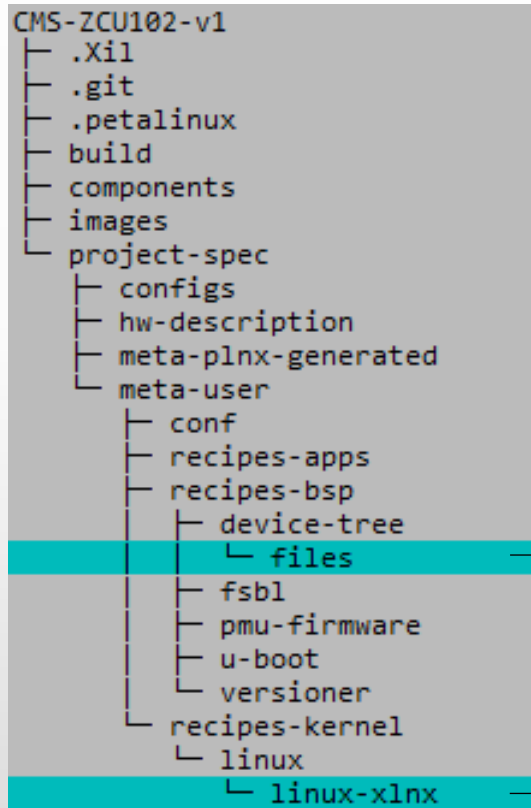 CMS-ZCU102-v1
├─ .Xil
├─ .git
├─ .petalinux
├─ build
├─ components
├─ images
└─ project-spec
   ├─ configs
   ├─ hw-description
   ├─ meta-plnx-generated
   └─ meta-user
      ├─ conf
      ├─ recipes-apps
      ├─ recipes-bsp
      │  ├─ device-tree
      │  │  └─ files
      │  ├─ fsbl
      │  ├─ pmu-firmware
      │  ├─ u-boot
      │  └─ versioner
      └─ recipes-kernel
         └─ linux
            └─ linux-xlnx